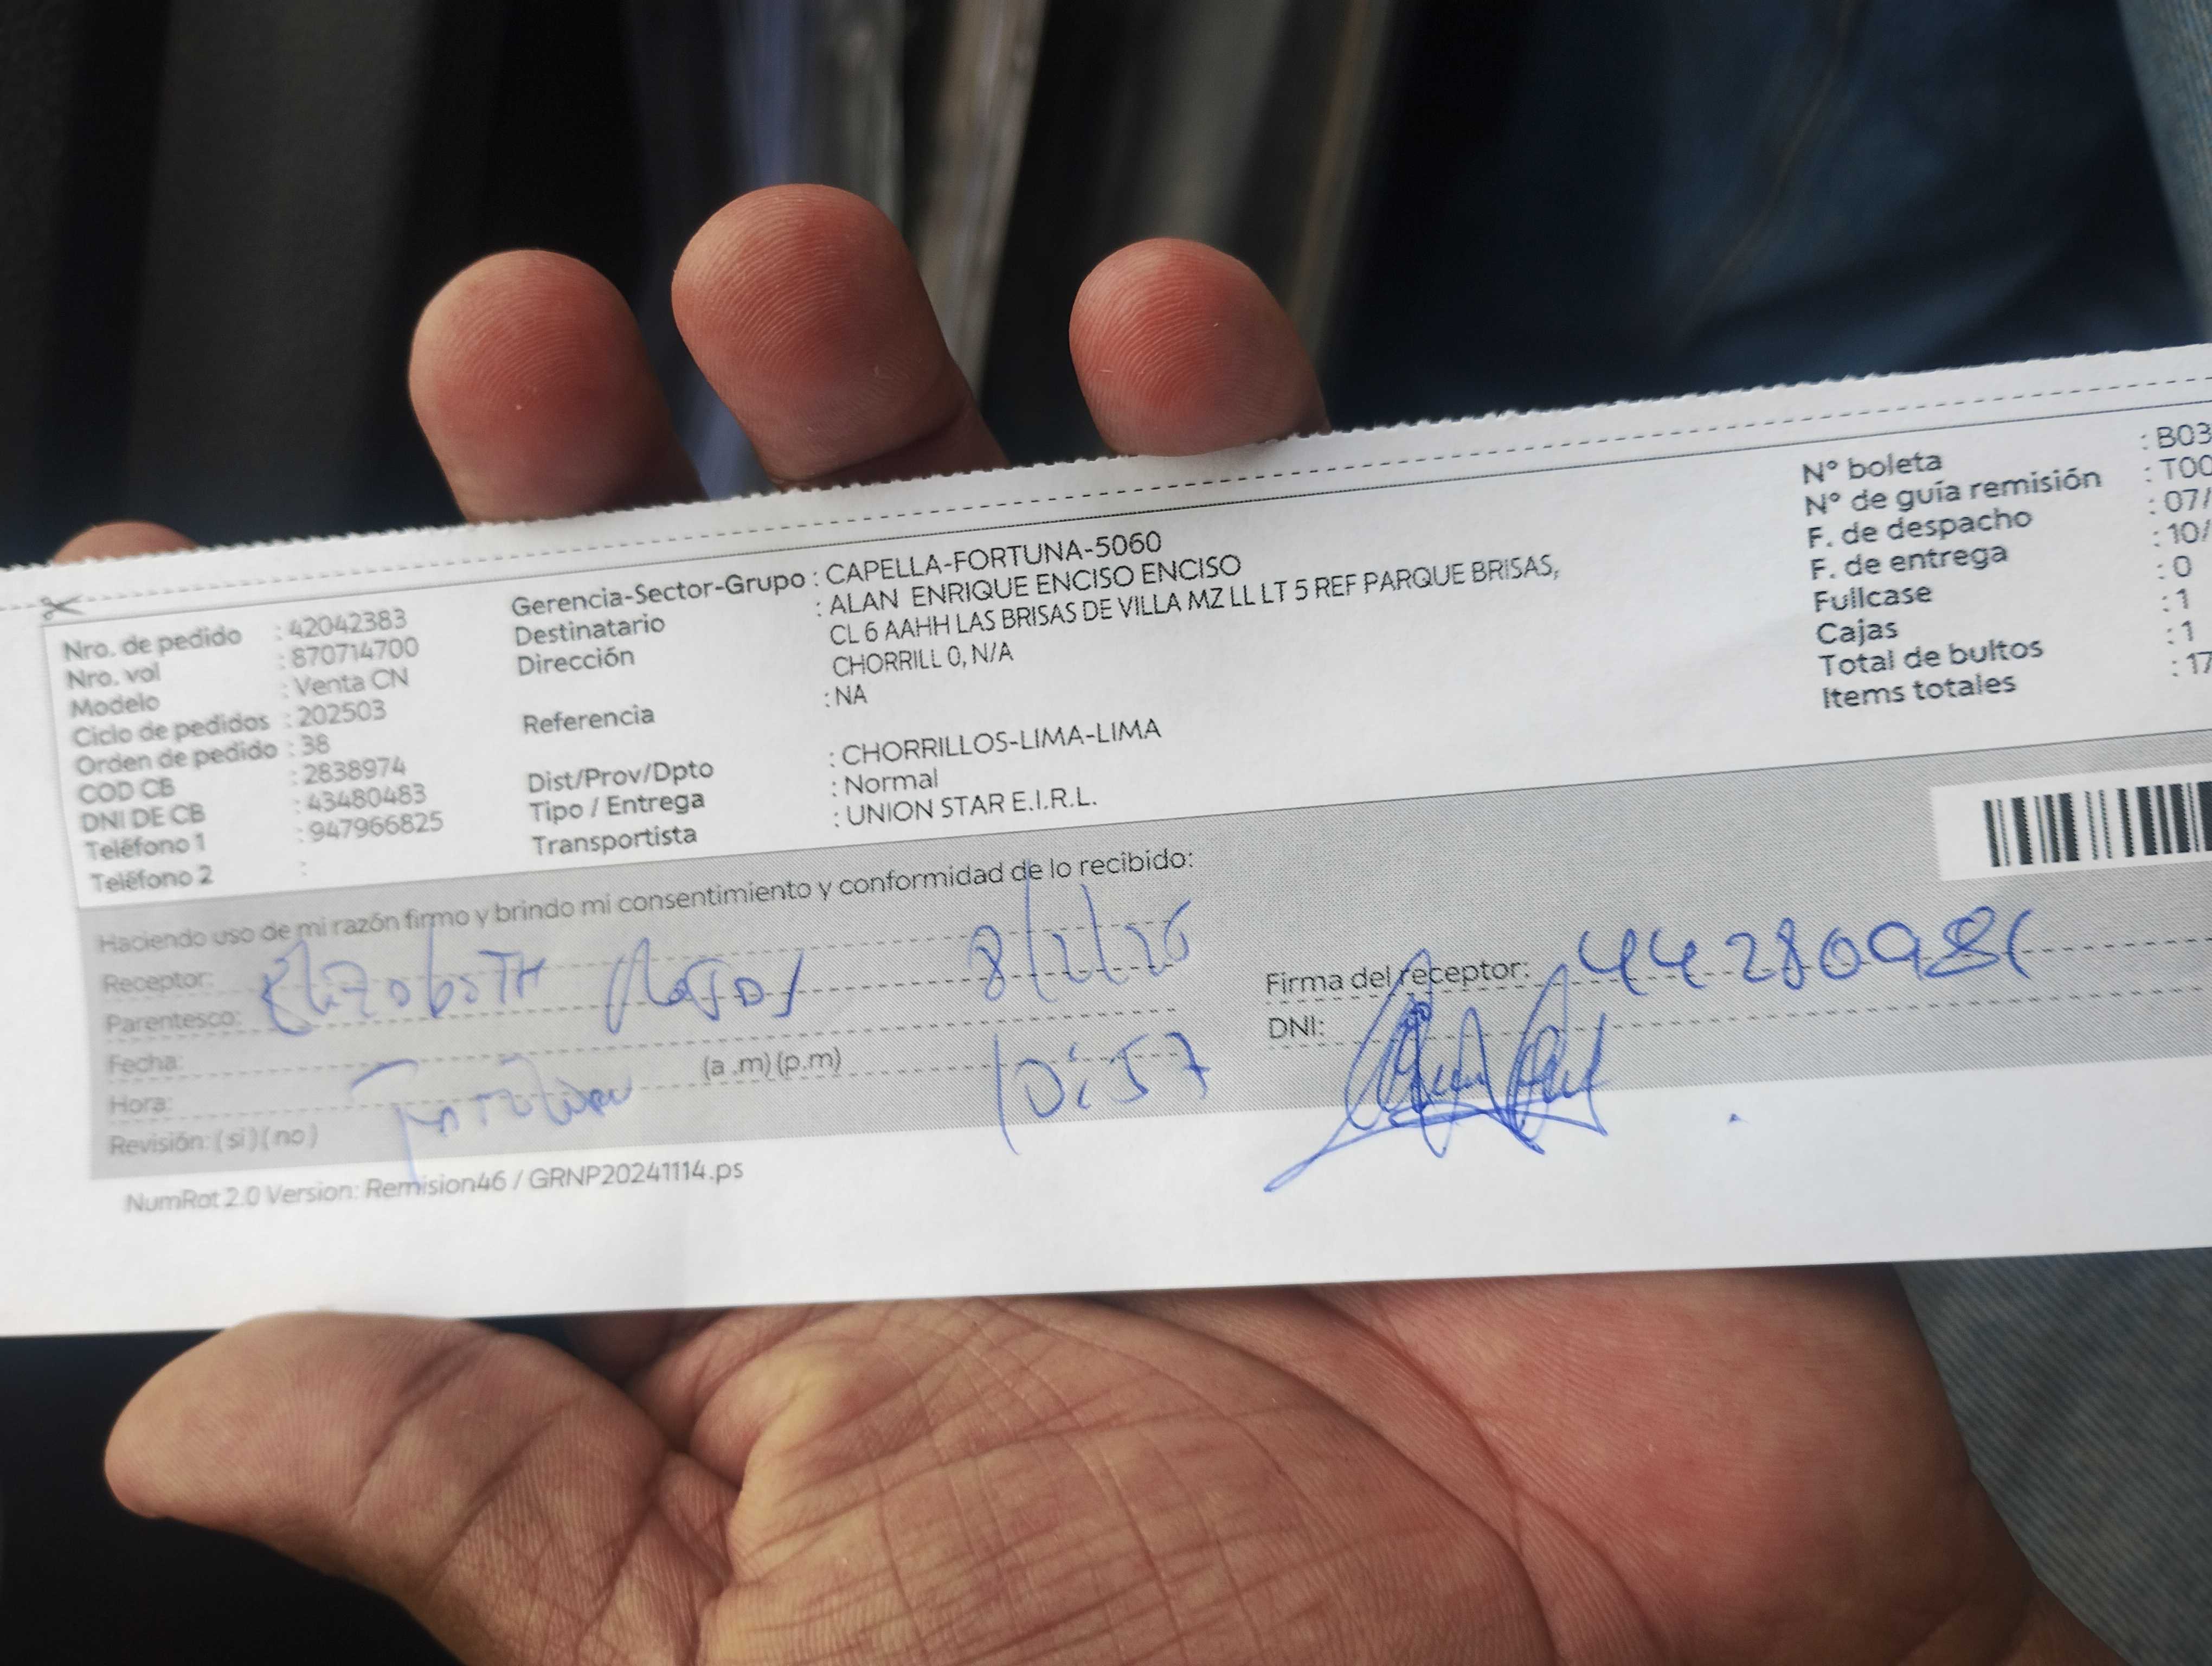 Nro. de pedido : 42042383
Nro. vol : 870714700
Modelo : Venta CN
Ciclo de pedidos : 202503
Orden de pedido : 38
COD CB : 2838974
DNI DE CB : 43480483
Teléfono 1 : 947966825
Teléfono 2 :
Gerencia-Sector-Grupo : CAPELLA-FORTUNA-5060
Destinatario : ALAN ENRIQUE ENCISO ENCISO
Dirección CL 6 AAHH LAS BRISAS DE VILLA MZ LL LT 5 REF PARQUE BRISAS,
CHORRILL 0, N/A
Referencia : NA
Dist/Prov/Dpto : CHORRILLOS-LIMA-LIMA
Tipo / Entrega : Normal
Transportista : UNION STAR E.I.R.L.
N° boleta : B03
N° de guía remisión : T00
F. de despacho : 07/
F. de entrega : 10/
Fullcase : 0
Cajas : 1
Total de bultos : 1
Items totales : 17
Haciendo uso de mi razón firmo y brindo mi consentimiento y conformidad de lo recibido:
Receptor:
Parentesco: Elizabeth
Fecha:
Hora: (a .m) (p.m) 10:57
Revisión: ( si ) ( no )
Firma del receptor:
DNI:
NumRot 2.0 Version: Remision46 / GRNP20241114.ps